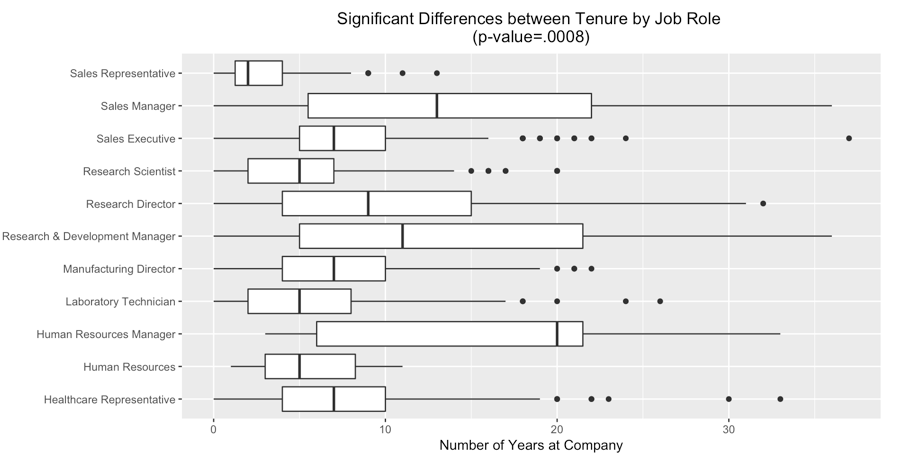 Significant Differences between Tenure by Job Role
(p-value=.0008)
Sales Representative
Sales Manager
Sales Executive
Research Scientist
Research Director
Research & Development Manager
Manufacturing Director
Laboratory Technician
Human Resources Manager
Human Resources
Healthcare Representative
0 10 20 30
Number of Years at Company